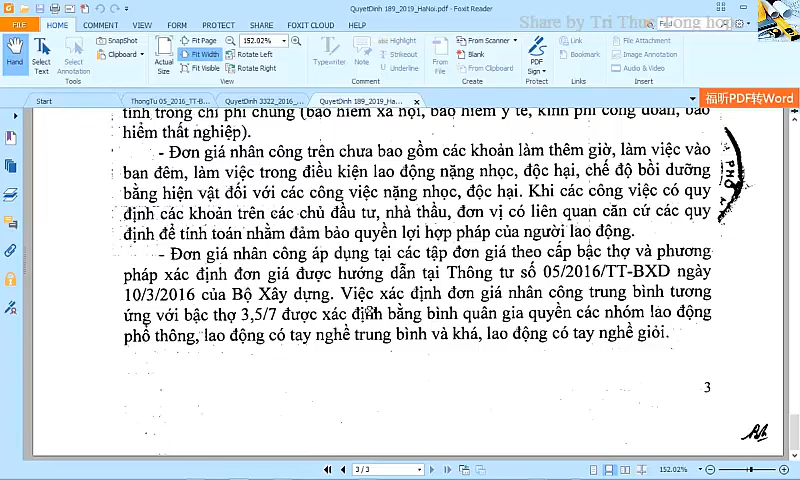 QuyetDinh 189_2019_HaNoi.pdf - Foxit Reader
Share by Tri Thuc
FILE HOME COMMENT VIEW FORM PROTECT SHARE FOXIT CLOUD HELP
Find
Hand
Select Text
Select Annotation
SnapShot
Clipboard
Tools
Actual Size
Fit Page
Fit Width
Fit Visible
152.02%
Rotate Left
Rotate Right
View
Typewriter
Note
Highlight
Strikeout
Underline
Comment
From File
From Scanner
Blank
From Clipboard
Create
PDF Sign
Protect
Link
Bookmark
Links
File Attachment
Image Annotation
Audio & Video
Insert
Start ThongTu 05_2016_TT-B... QuyetDinh 3322_2016_... QuyetDinh 189_2019_Ha...
福昕PDF转Word
tính trong chi phí chung (bảo hiểm xã hội, bảo hiểm y tế, kinh phí công đoàn, bảo
hiểm thất nghiệp).
- Đơn giá nhân công trên chưa bao gồm các khoản làm thêm giờ, làm việc vào
ban đêm, làm việc trong điều kiện lao động nặng nhọc, độc hại, chế độ bồi dưỡng
bằng hiện vật đối với các công việc nặng nhọc, độc hại. Khi các công việc có quy
định các khoản trên các chủ đầu tư, nhà thầu, đơn vị có liên quan căn cứ các quy
định để tính toán nhằm đảm bảo quyền lợi hợp pháp của người lao động.
- Đơn giá nhân công áp dụng tại các tập đơn giá theo cấp bậc thợ và phương
pháp xác định đơn giá được hướng dẫn tại Thông tư số 05/2016/TT-BXD ngày
10/3/2016 của Bộ Xây dựng. Việc xác định đơn giá nhân công trung bình tương
ứng với bậc thợ 3,5/7 được xác định bằng bình quân gia quyền các nhóm lao động
phổ thông, lao động có tay nghề trung bình và khá, lao động có tay nghề giỏi.
PHỐ
3
3 / 3
152.02%